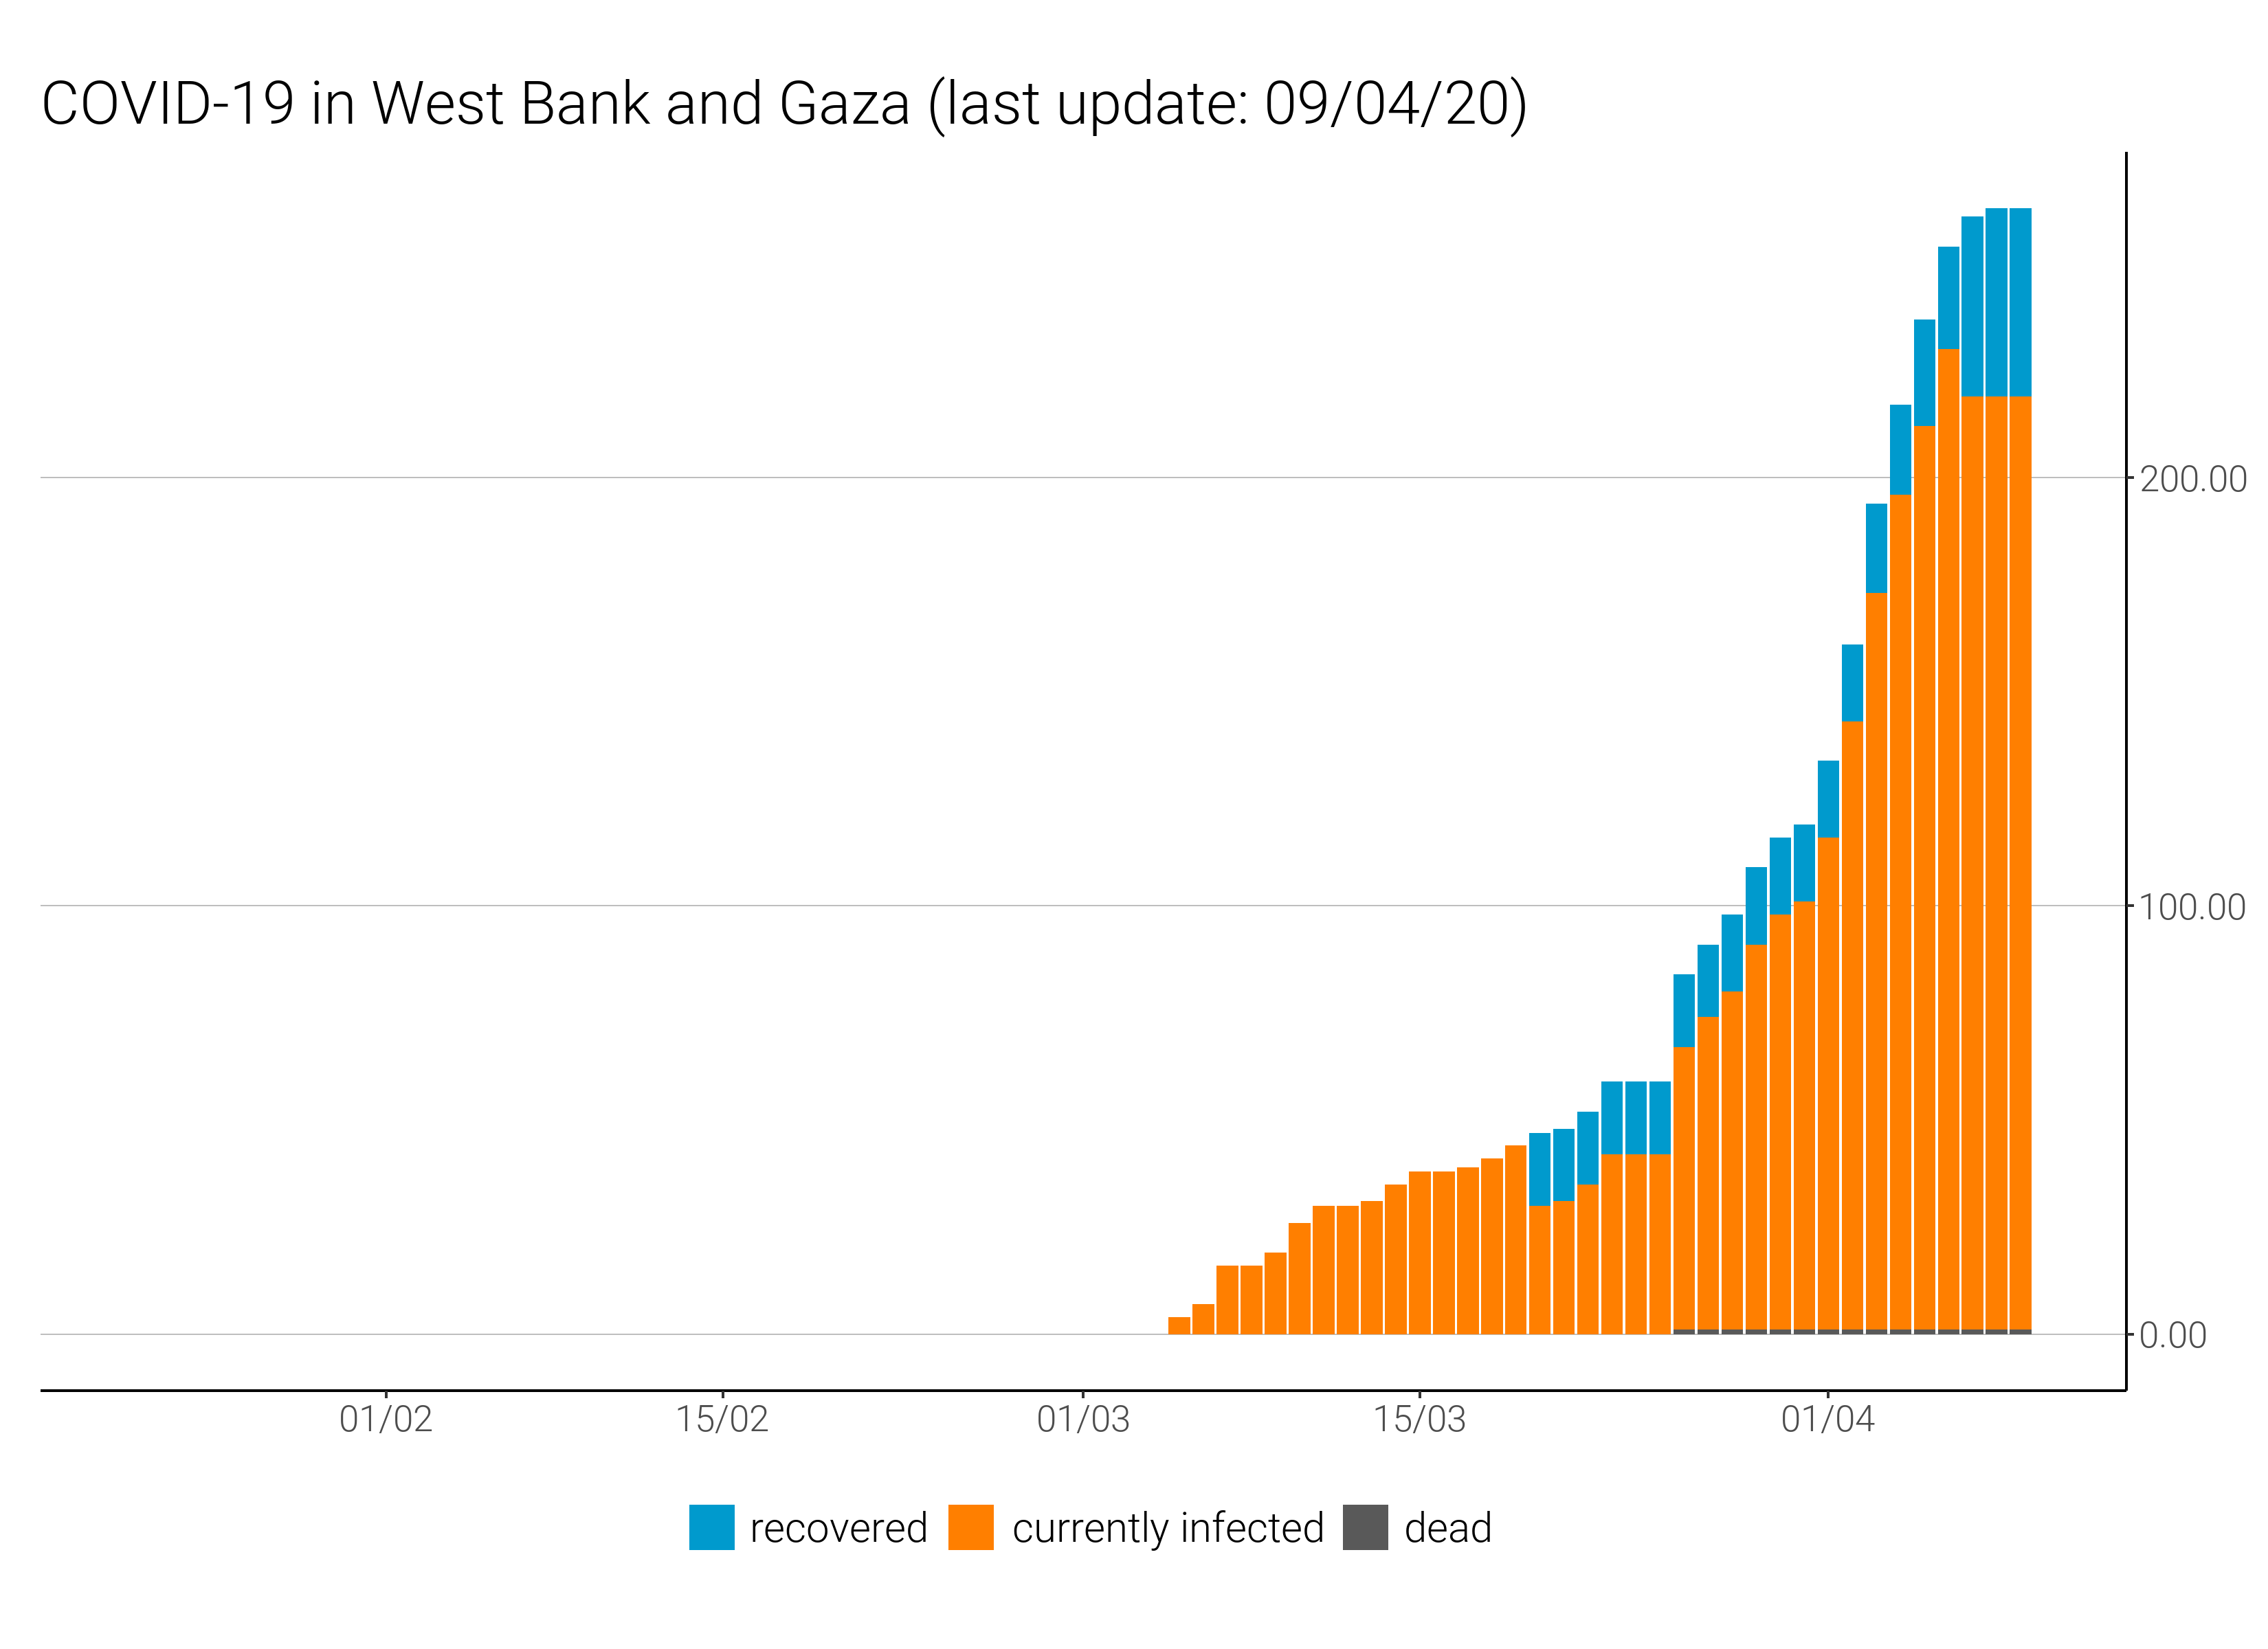 COVID-19 in West Bank and Gaza (last update: 09/04/20)
200.00
100.00
0.00
01/02 15/02 01/03 15/03 01/04
recovered currently infected dead